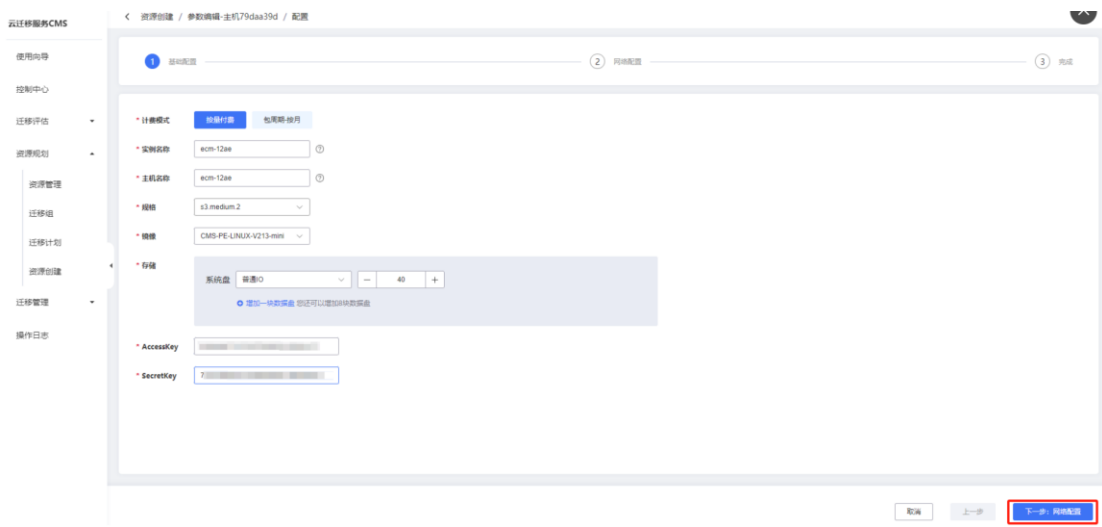 云迁移服务CMS
资源创建 / 参数编辑-主机79daa39d / 配置
使用向导
控制中心
迁移评估
资源规划
资源管理
迁移组
迁移计划
资源创建
迁移管理
操作日志
1 基础配置
2 网络配置
3 完成
* 计费模式 按量付费 包周期-按月
* 实例名称 ecm-12ae
* 主机名称 ecm-12ae
* 规格 s3.medium.2
* 镜像 CMS-PE-LINUX-V213-mini
* 存储
系统盘 普通IO − 40 +
增加一块数据盘 您还可以增加8块数据盘
* AccessKey
* SecretKey 7
取消 上一步 下一步：网络配置